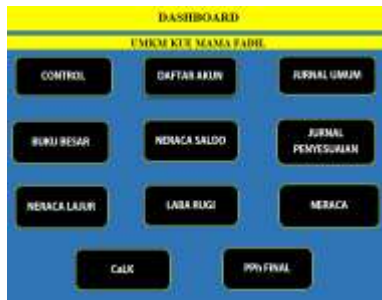 DASHBOARD
UMKM KUE MAMA FADIL
CONTROL
DAFTAR AKUN
JURNAL UMUM
BUKU BESAR
NERACA SALDO
JURNAL
PENYESUAIAN
NERACA LAJUR
LABA RUGI
NERACA
CaLK
PPh FINAL